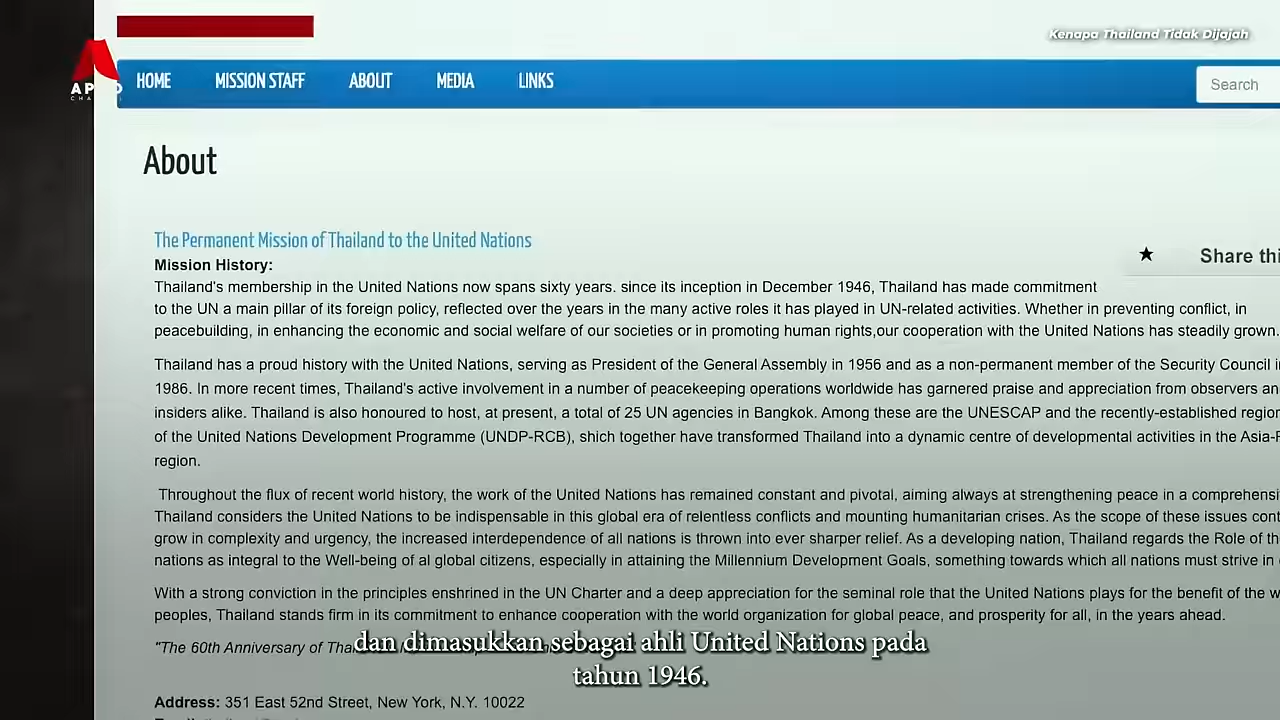 Kenapa Thailand Tidak Dijajah
HOME MISSION STAFF ABOUT MEDIA LINKS Search
About
The Permanent Mission of Thailand to the United Nations
Share
Mission History:
Thailand's membership in the United Nations now spans sixty years. since its inception in December 1946, Thailand has made commitment
to the UN a main pillar of its foreign policy, reflected over the years in the many active roles it has played in UN-related activities. Whether in preventing conflict, in
peacebuilding, in enhancing the economic and social welfare of our societies or in promoting human rights,our cooperation with the United Nations has steadily grown.
Thailand has a proud history with the United Nations, serving as President of the General Assembly in 1956 and as a non-permanent member of the Security Council
1986. In more recent times, Thailand's active involvement in a number of peacekeeping operations worldwide has garnered praise and appreciation from observers
insiders alike. Thailand is also honoured to host, at present, a total of 25 UN agencies in Bangkok. Among these are the UNESCAP and the recently-established
of the United Nations Development Programme (UNDP-RCB), shich together have transformed Thailand into a dynamic centre of developmental activities in the
region.
Throughout the flux of recent world history, the work of the United Nations has remained constant and pivotal, aiming always at strengthening peace in a
Thailand considers the United Nations to be indispensable in this global era of relentless conflicts and mounting humanitarian crises. As the scope of these issues
grow in complexity and urgency, the increased interdependence of all nations is thrown into ever sharper relief. As a developing nation, Thailand regards the Role of
nations as integral to the Well-being of al global citizens, especially in attaining the Millennium Development Goals, something towards which all nations must strive in
With a strong conviction in the principles enshrined in the UN Charter and a deep appreciation for the seminal role that the United Nations plays for the benefit of the
peoples, Thailand stands firm in its commitment to enhance cooperation with the world organization for global peace, and prosperity for all, in the years ahead.
"The 60th Anniversary of
dan dimasukkan sebagai ahli United Nations pada
tahun 1946.
Address: 351 East 52nd Street, New York, N.Y. 10022